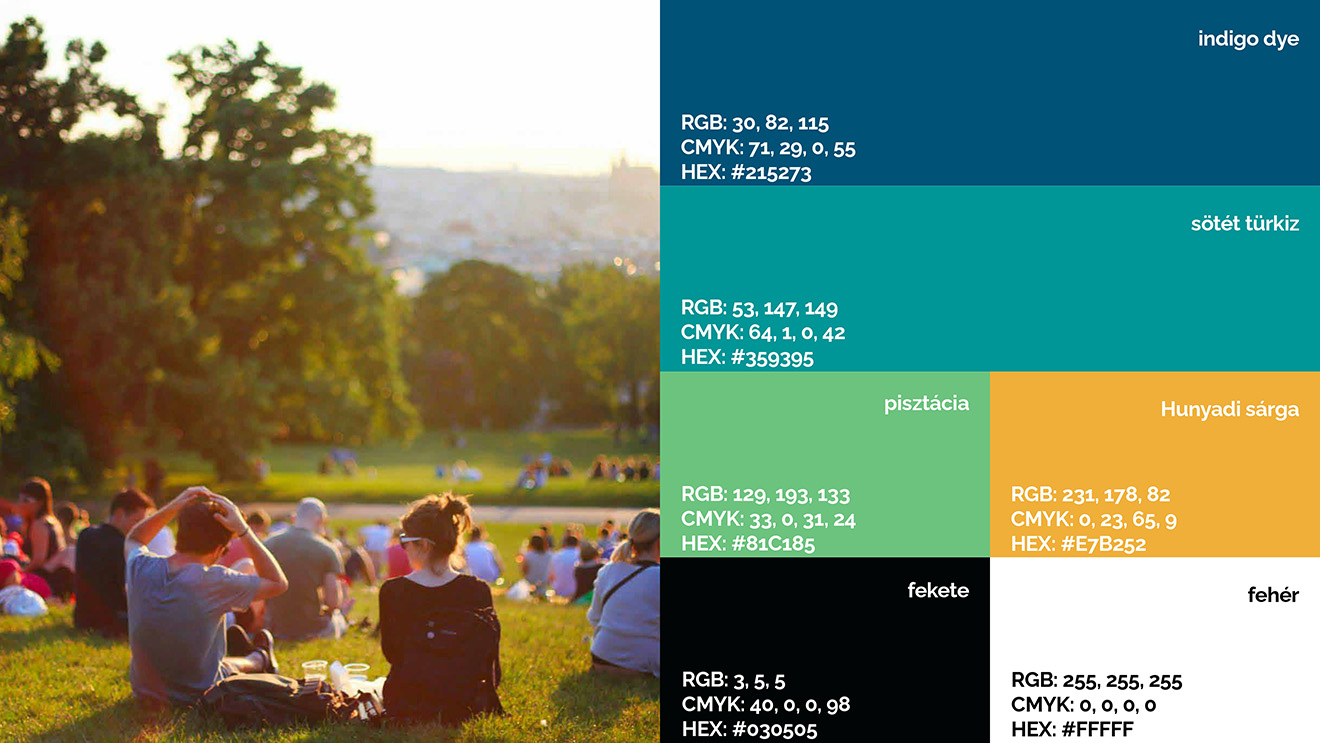 indigo dye
RGB: 30, 82, 115
CMYK: 71, 29, 0, 55
HEX: #215273
sötét türkiz
RGB: 53, 147, 149
CMYK: 64, 1, 0, 42
HEX: #359395
pisztácia
RGB: 129, 193, 133
CMYK: 33, 0, 31, 24
HEX: #81C185
Hunyadi sárga
RGB: 231, 178, 82
CMYK: 0, 23, 65, 9
HEX: #E7B252
fekete
RGB: 3, 5, 5
CMYK: 40, 0, 0, 98
HEX: #030505
fehér
RGB: 255, 255, 255
CMYK: 0, 0, 0, 0
HEX: #FFFFF